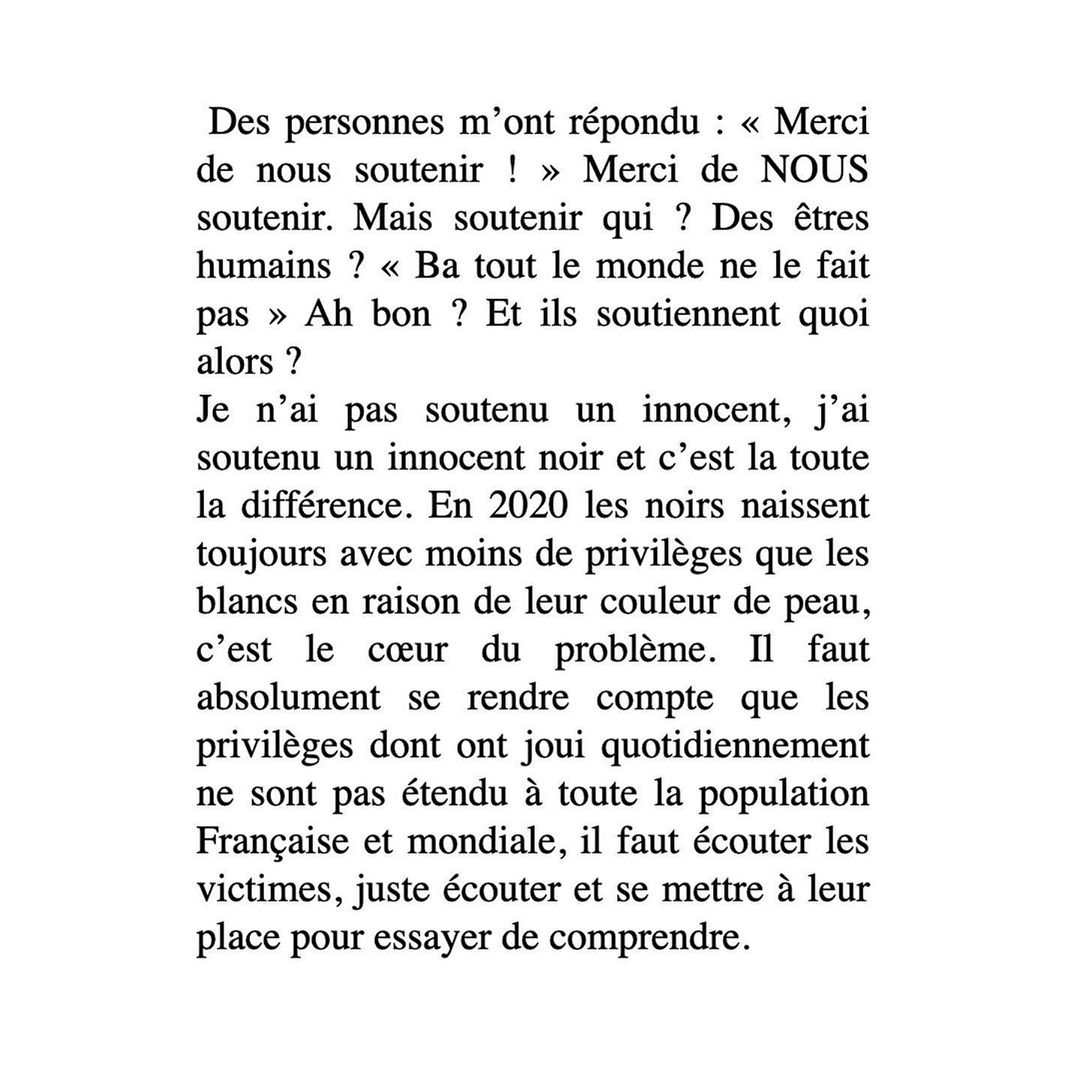 Des personnes m’ont répondu : « Merci
de nous soutenir ! » Merci de NOUS
soutenir. Mais soutenir qui ? Des êtres
humains ? « Ba tout le monde ne le fait
pas » Ah bon ? Et ils soutiennent quoi
alors ?
Je n’ai pas soutenu un innocent, j’ai
soutenu un innocent noir et c’est la toute
la différence. En 2020 les noirs naissent
toujours avec moins de privilèges que les
blancs en raison de leur couleur de peau,
c’est le cœur du problème. Il faut
absolument se rendre compte que les
privilèges dont ont joui quotidiennement
ne sont pas étendu à toute la population
Française et mondiale, il faut écouter les
victimes, juste écouter et se mettre à leur
place pour essayer de comprendre.